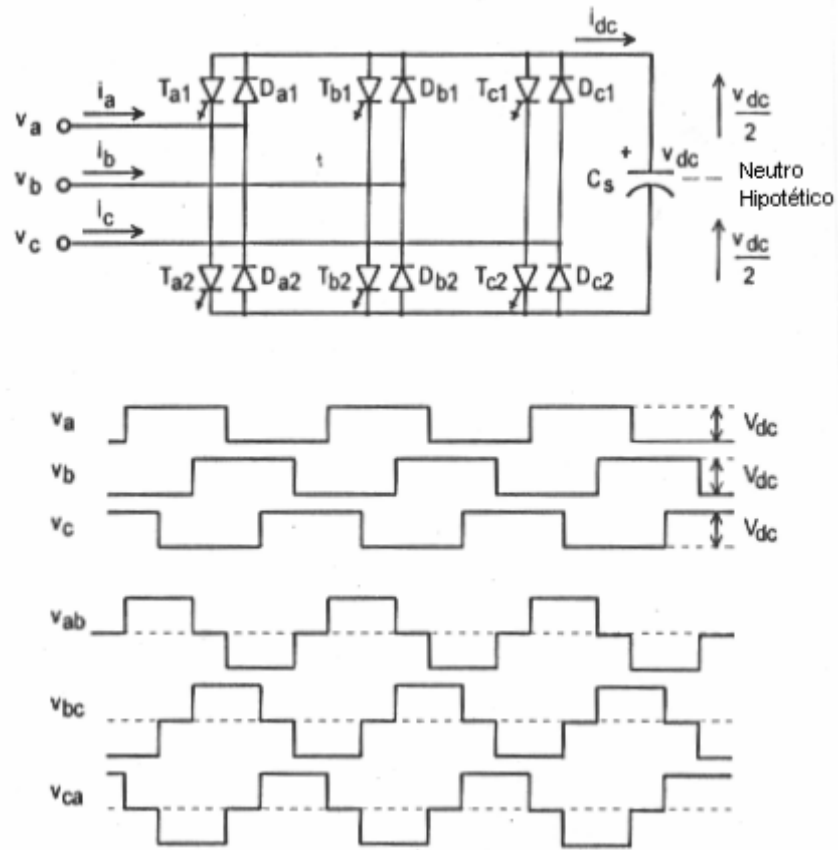 i_dc
T_a1 D_a1 T_b1 D_b1 T_c1 D_c1
v_dc/2
v_a i_a
v_b i_b
v_c i_c
C_s + v_dc
Neutro
Hipotético
T_a2 D_a2 T_b2 D_b2 T_c2 D_c2
v_dc/2
v_a V_dc
v_b V_dc
v_c V_dc
v_ab
v_bc
v_ca